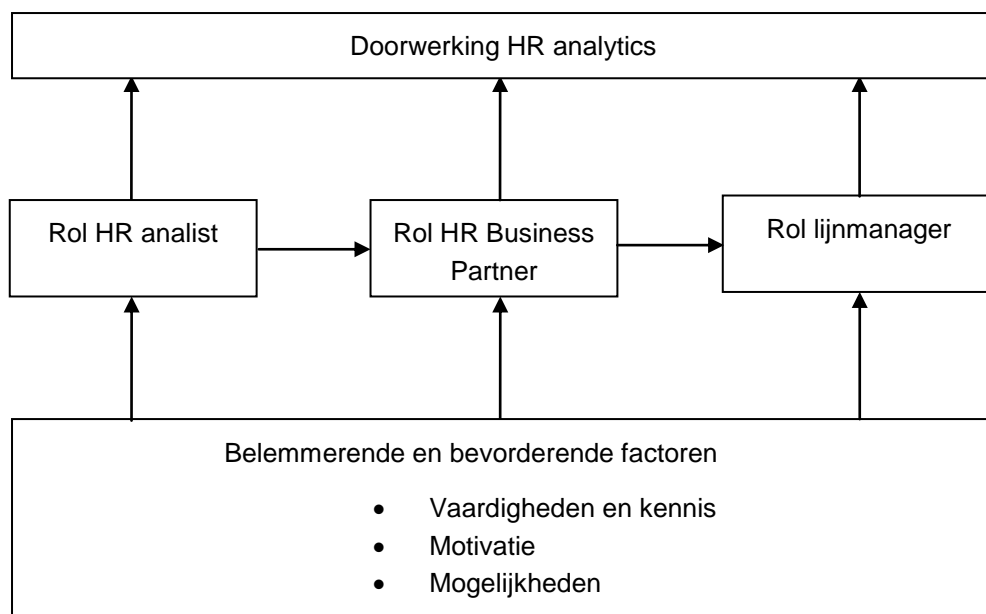 Doorwerking HR analytics
Rol HR analist
Rol HR Business
Partner
Rol lijnmanager
Belemmerende en bevorderende factoren
• Vaardigheden en kennis
• Motivatie
• Mogelijkheden